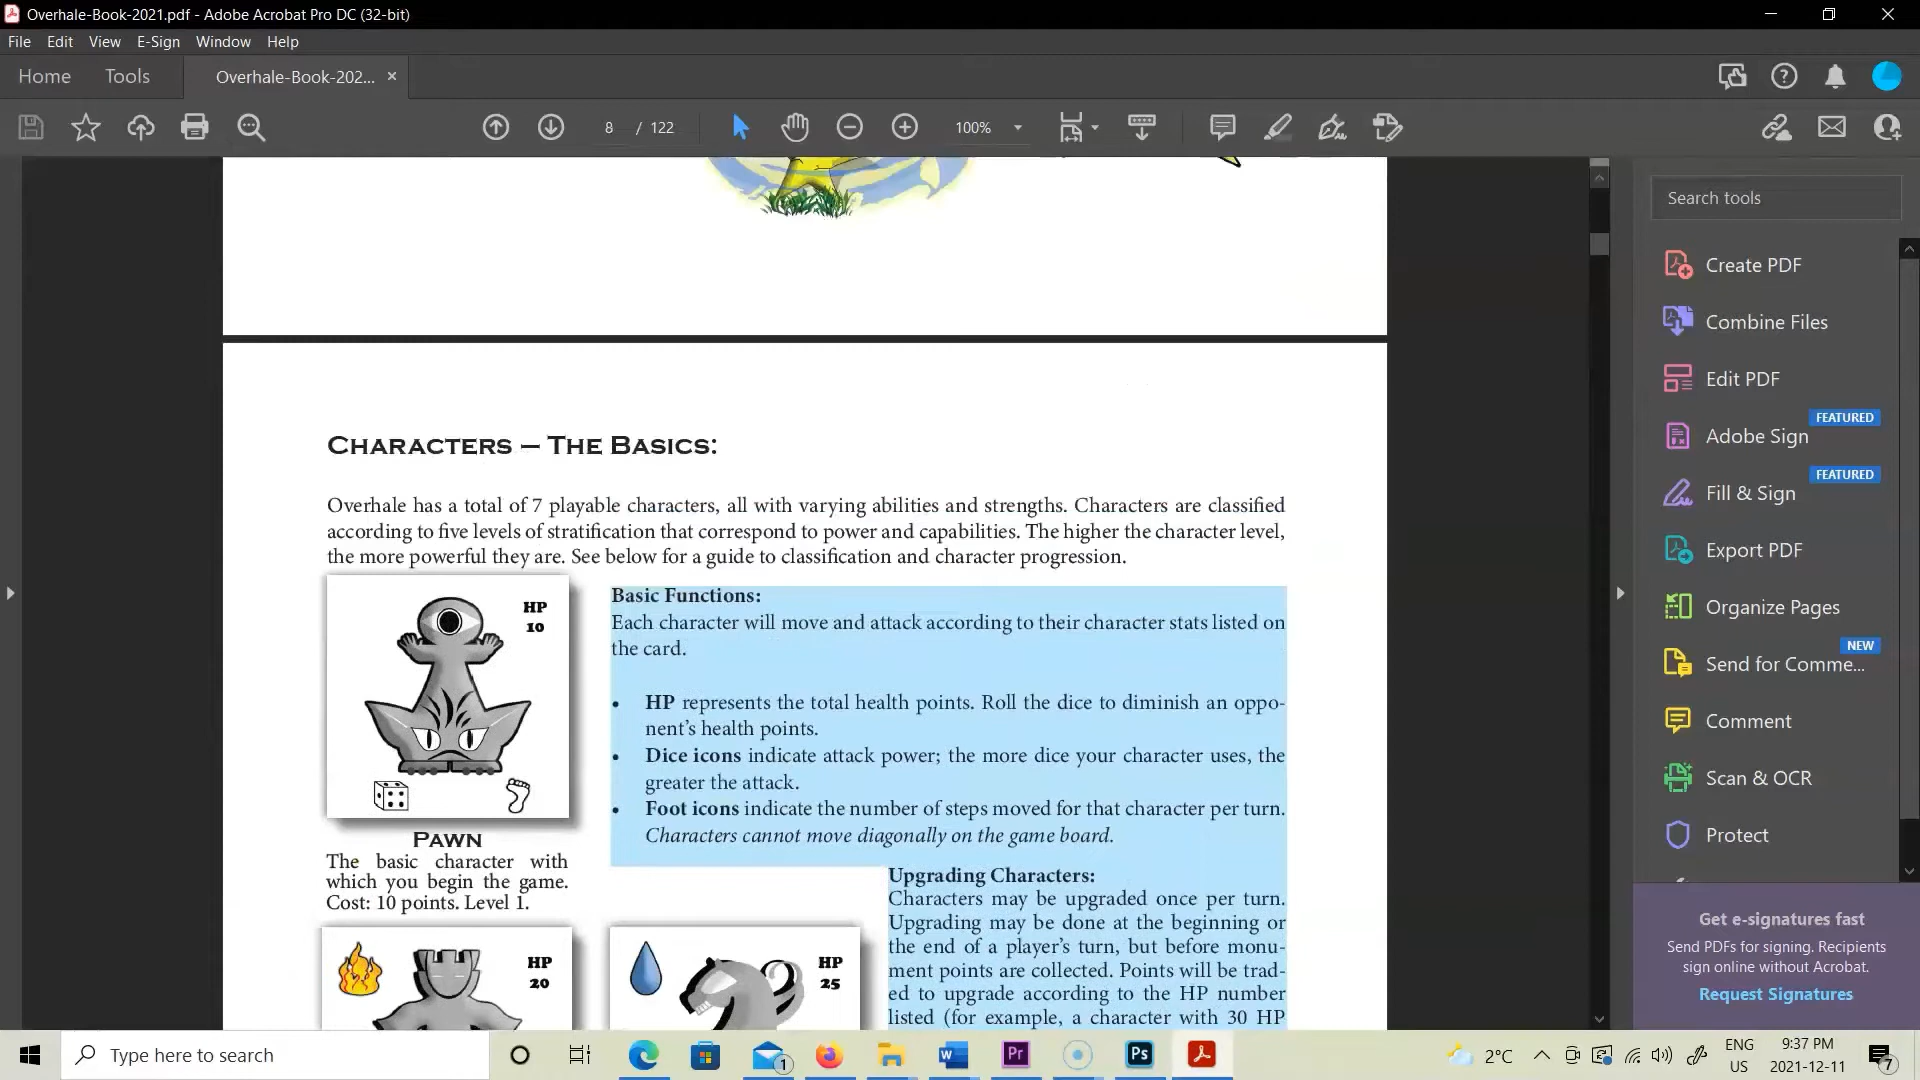 Overhale-Book-2021.pdf - Adobe Acrobat Pro DC (32-bit)
File Edit View E-Sign Window Help
Home Tools Overhale-Book-202... ×
8 / 122 100%
Search tools
Create PDF
Combine Files
Edit PDF
FEATURED
Adobe Sign
FEATURED
Fill & Sign
Export PDF
Organize Pages
NEW
Send for Comme...
Comment
Scan & OCR
Protect
Get e-signatures fast
Send PDFs for signing. Recipients
sign online without Acrobat.
Request Signatures
Characters – The Basics:
Overhale has a total of 7 playable characters, all with varying abilities and strengths. Characters are classified
according to five levels of stratification that correspond to power and capabilities. The higher the character level,
the more powerful they are. See below for a guide to classification and character progression.
HP
10
Pawn
The basic character with
which you begin the game.
Cost: 10 points. Level 1.
Basic Functions:
Each character will move and attack according to their character stats listed on
the card.
• HP represents the total health points. Roll the dice to diminish an oppo-
nent's health points.
• Dice icons indicate attack power; the more dice your character uses, the
greater the attack.
• Foot icons indicate the number of steps moved for that character per turn.
Characters cannot move diagonally on the game board.
HP
20
HP
25
Upgrading Characters:
Characters may be upgraded once per turn.
Upgrading may be done at the beginning or
the end of a player's turn, but before monu-
ment points are collected. Points will be trad-
ed to upgrade according to the HP number
listed (for example, a character with 30 HP
Type here to search
1
W
Pr
Ps
2°C
ENG
US
9:37 PM
2021-12-11
7